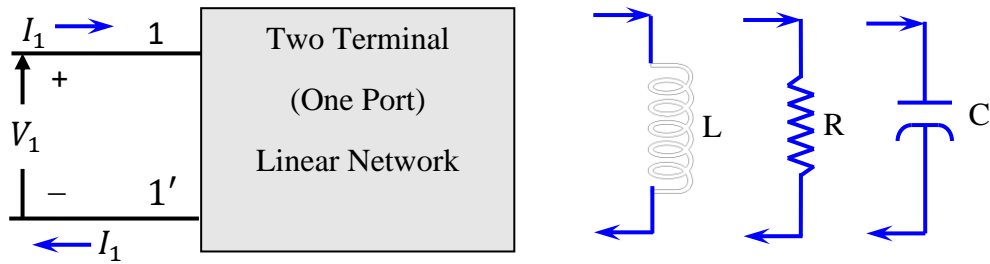 I₁ 1
Two Terminal
+
(One Port)
V₁
Linear Network
− 1′
I₁
L
R
C